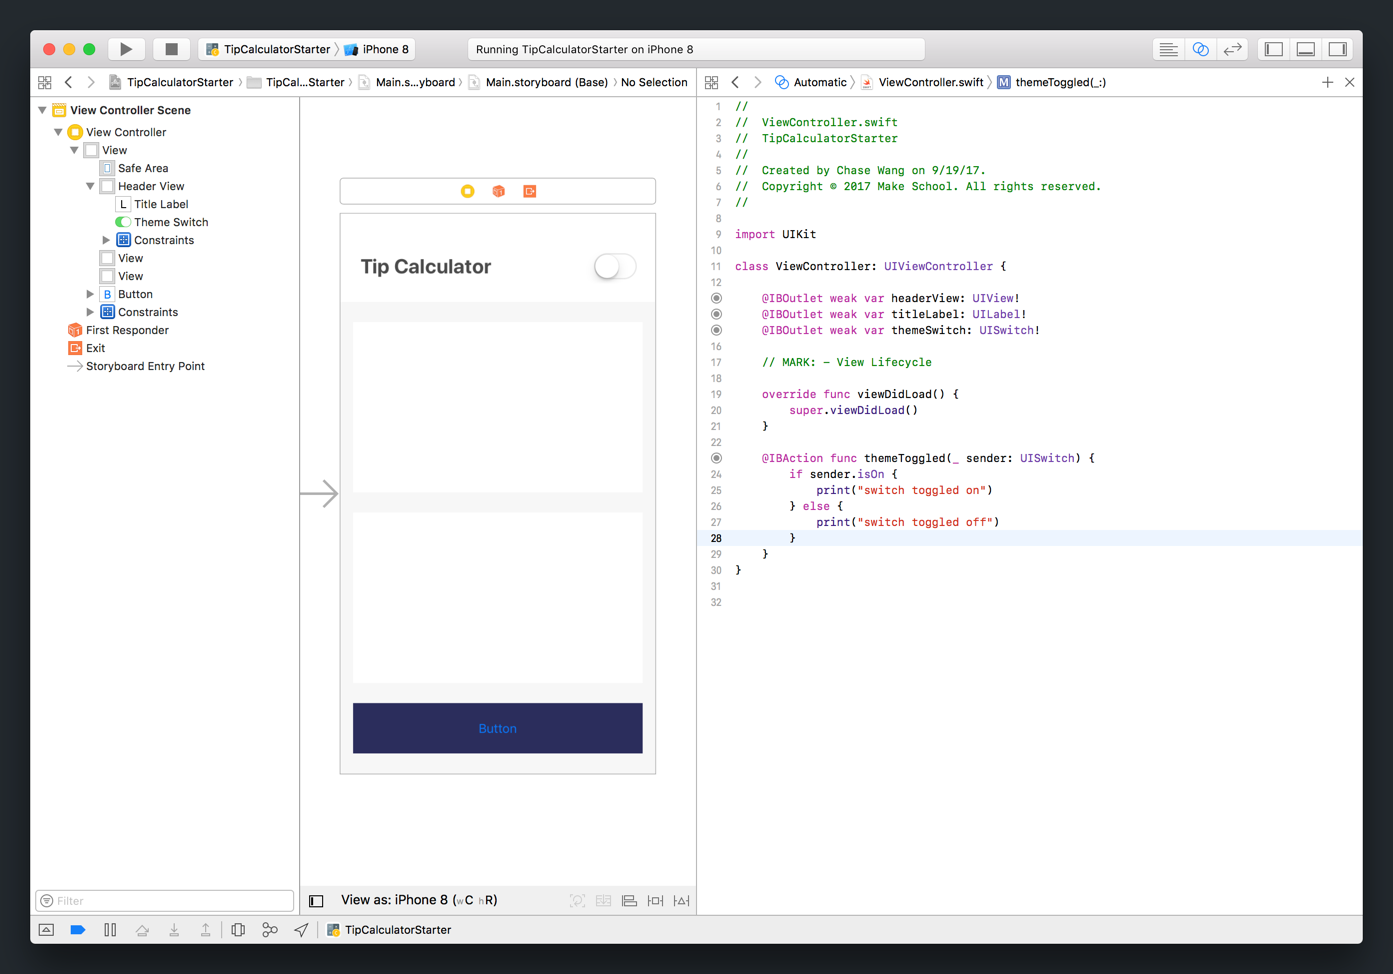 TipCalculatorStarter iPhone 8
Running TipCalculatorStarter on iPhone 8
TipCalculatorStarter TipCal...Starter Main.s...yboard Main.storyboard (Base) No Selection
Automatic ViewController.swift M themeToggled(_:)
View Controller Scene
View Controller
View
Safe Area
Header View
L Title Label
Theme Switch
Constraints
View
View
B Button
Constraints
First Responder
Exit
Storyboard Entry Point
Filter
Tip Calculator
Button
View as: iPhone 8 (wC hR)
1 //
2 //  ViewController.swift
3 //  TipCalculatorStarter
4 //
5 //  Created by Chase Wang on 9/19/17.
6 //  Copyright © 2017 Make School. All rights reserved.
7 //
8
9 import UIKit
10
11 class ViewController: UIViewController {
12
@IBOutlet weak var headerView: UIView!
@IBOutlet weak var titleLabel: UILabel!
@IBOutlet weak var themeSwitch: UISwitch!
16
17 // MARK: - View Lifecycle
18
19 override func viewDidLoad() {
20 super.viewDidLoad()
21 }
22
@IBAction func themeToggled(_ sender: UISwitch) {
24 if sender.isOn {
25 print("switch toggled on")
26 } else {
27 print("switch toggled off")
28 }
29 }
30 }
31
32
TipCalculatorStarter